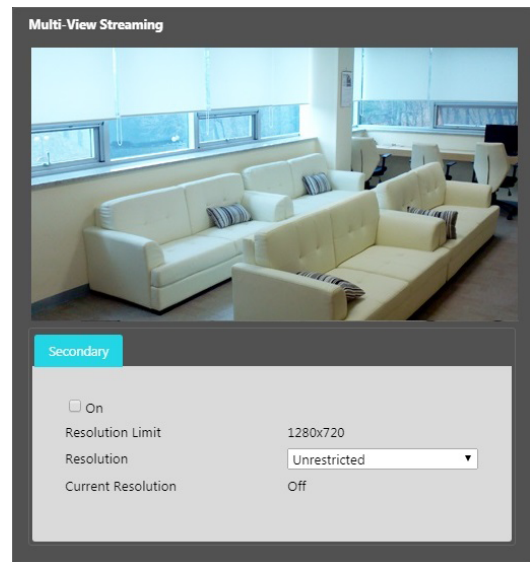 Multi-View Streaming
Secondary
On
Resolution Limit 1280x720
Resolution Unrestricted
Current Resolution Off